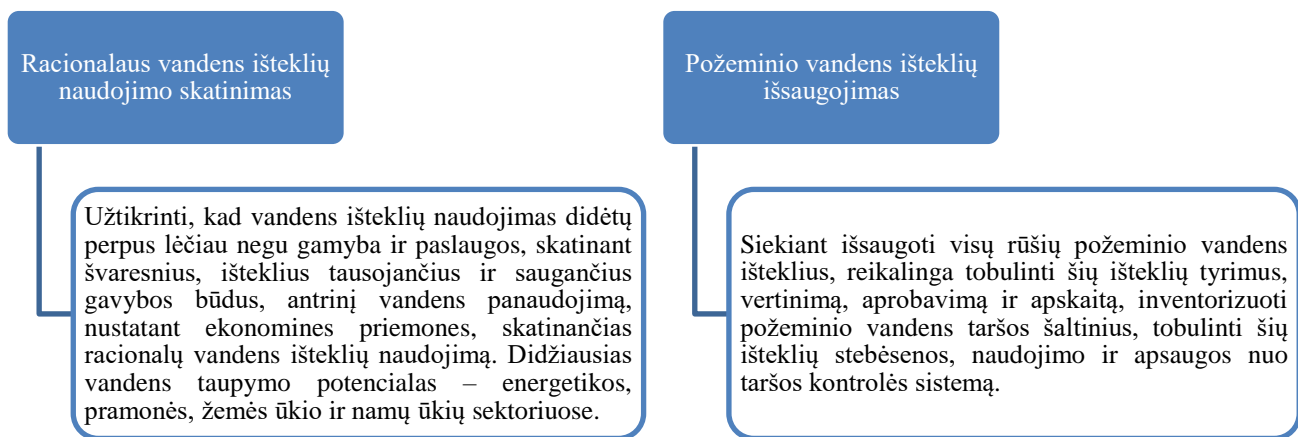 Racionalaus vandens išteklių
naudojimo skatinimas
Užtikrinti, kad vandens išteklių naudojimas didėtų
perpus lėčiau negu gamyba ir paslaugos, skatinant
švaresnius, išteklius tausojančius ir saugančius
gavybos būdus, antrinį vandens panaudojimą,
nustatant ekonomines priemones, skatinančias
racionalų vandens išteklių naudojimą. Didžiausias
vandens taupymo potencialas – energetikos,
pramonės, žemės ūkio ir namų ūkių sektoriuose.
Požeminio vandens išteklių
išsaugojimas
Siekiant išsaugoti visų rūšių požeminio vandens
išteklius, reikalinga tobulinti šių išteklių tyrimus,
vertinimą, aprobavimą ir apskaitą, inventorizuoti
požeminio vandens taršos šaltinius, tobulinti šių
išteklių stebėsenos, naudojimo ir apsaugos nuo
taršos kontrolės sistemą.